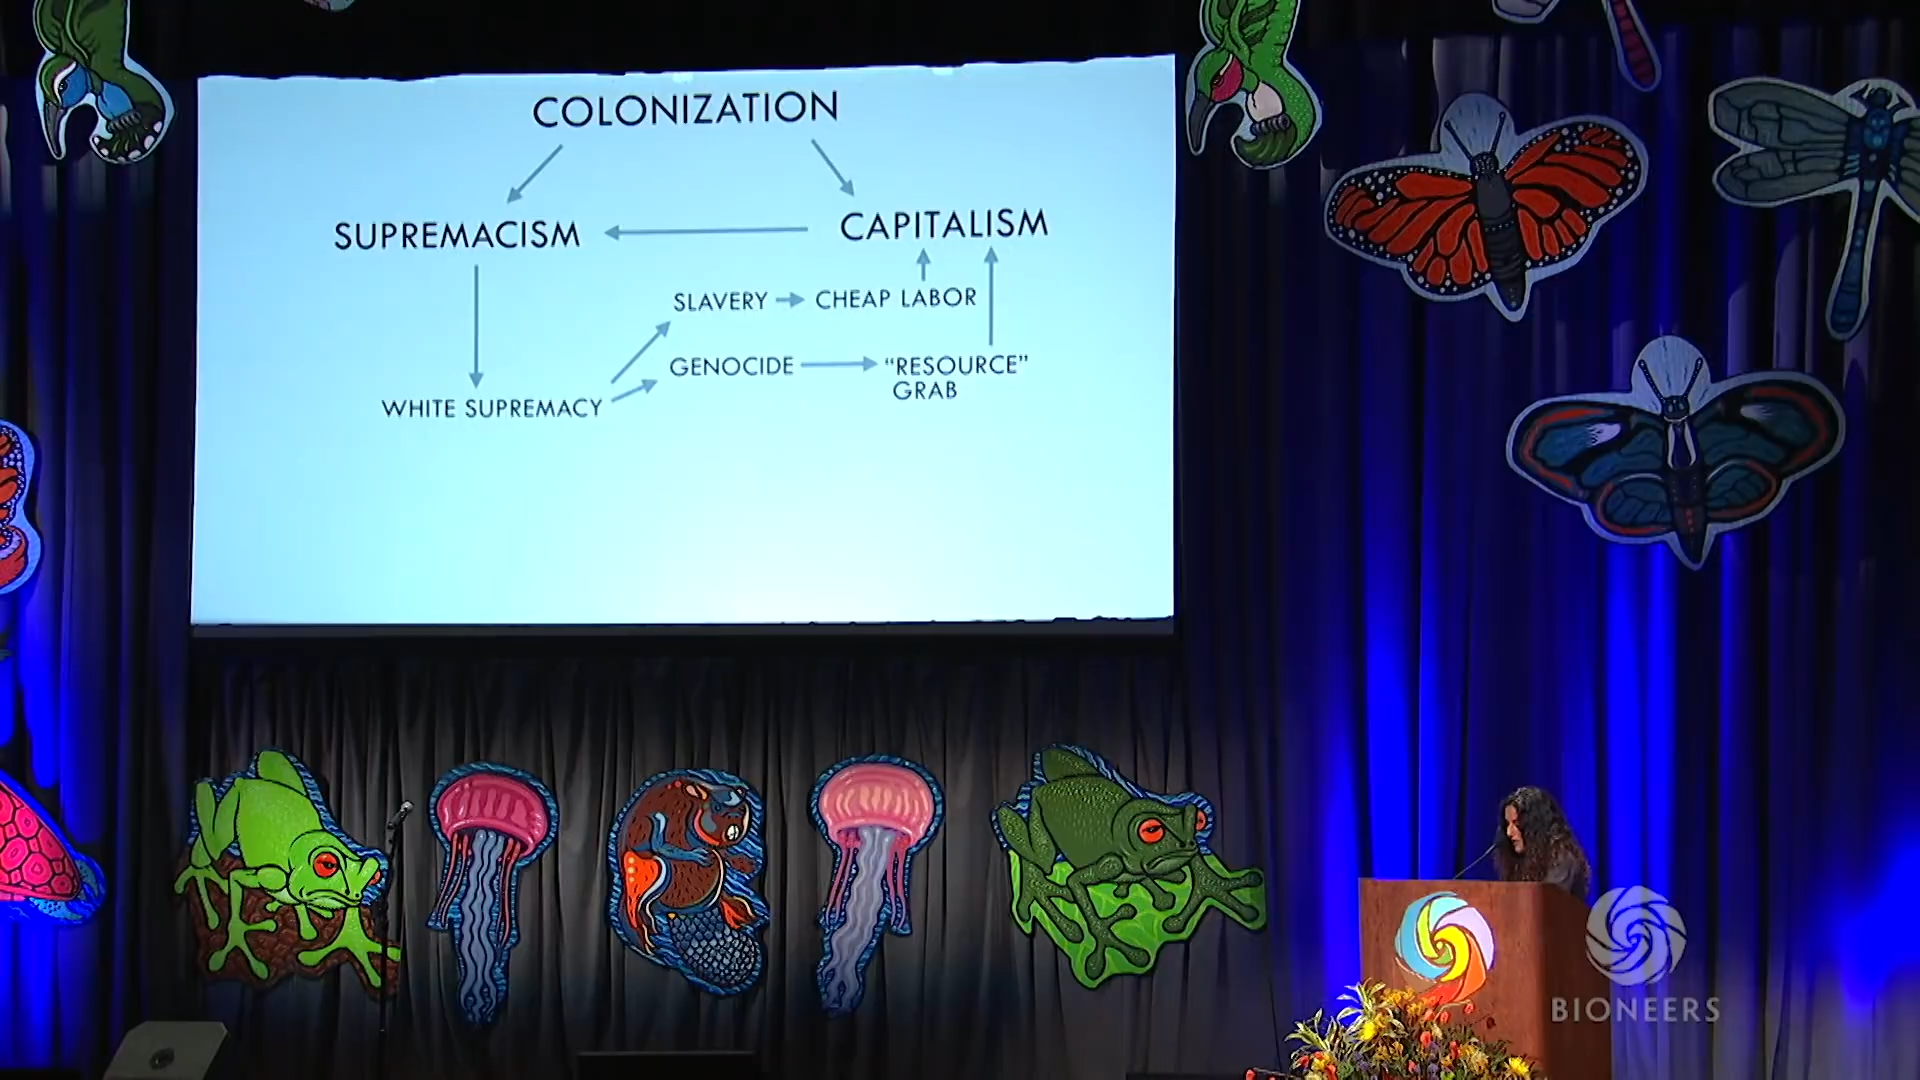 COLONIZATION
SUPREMACISM
CAPITALISM
SLAVERY
CHEAP LABOR
GENOCIDE
“RESOURCE”
GRAB
WHITE SUPREMACY
BIONEERS